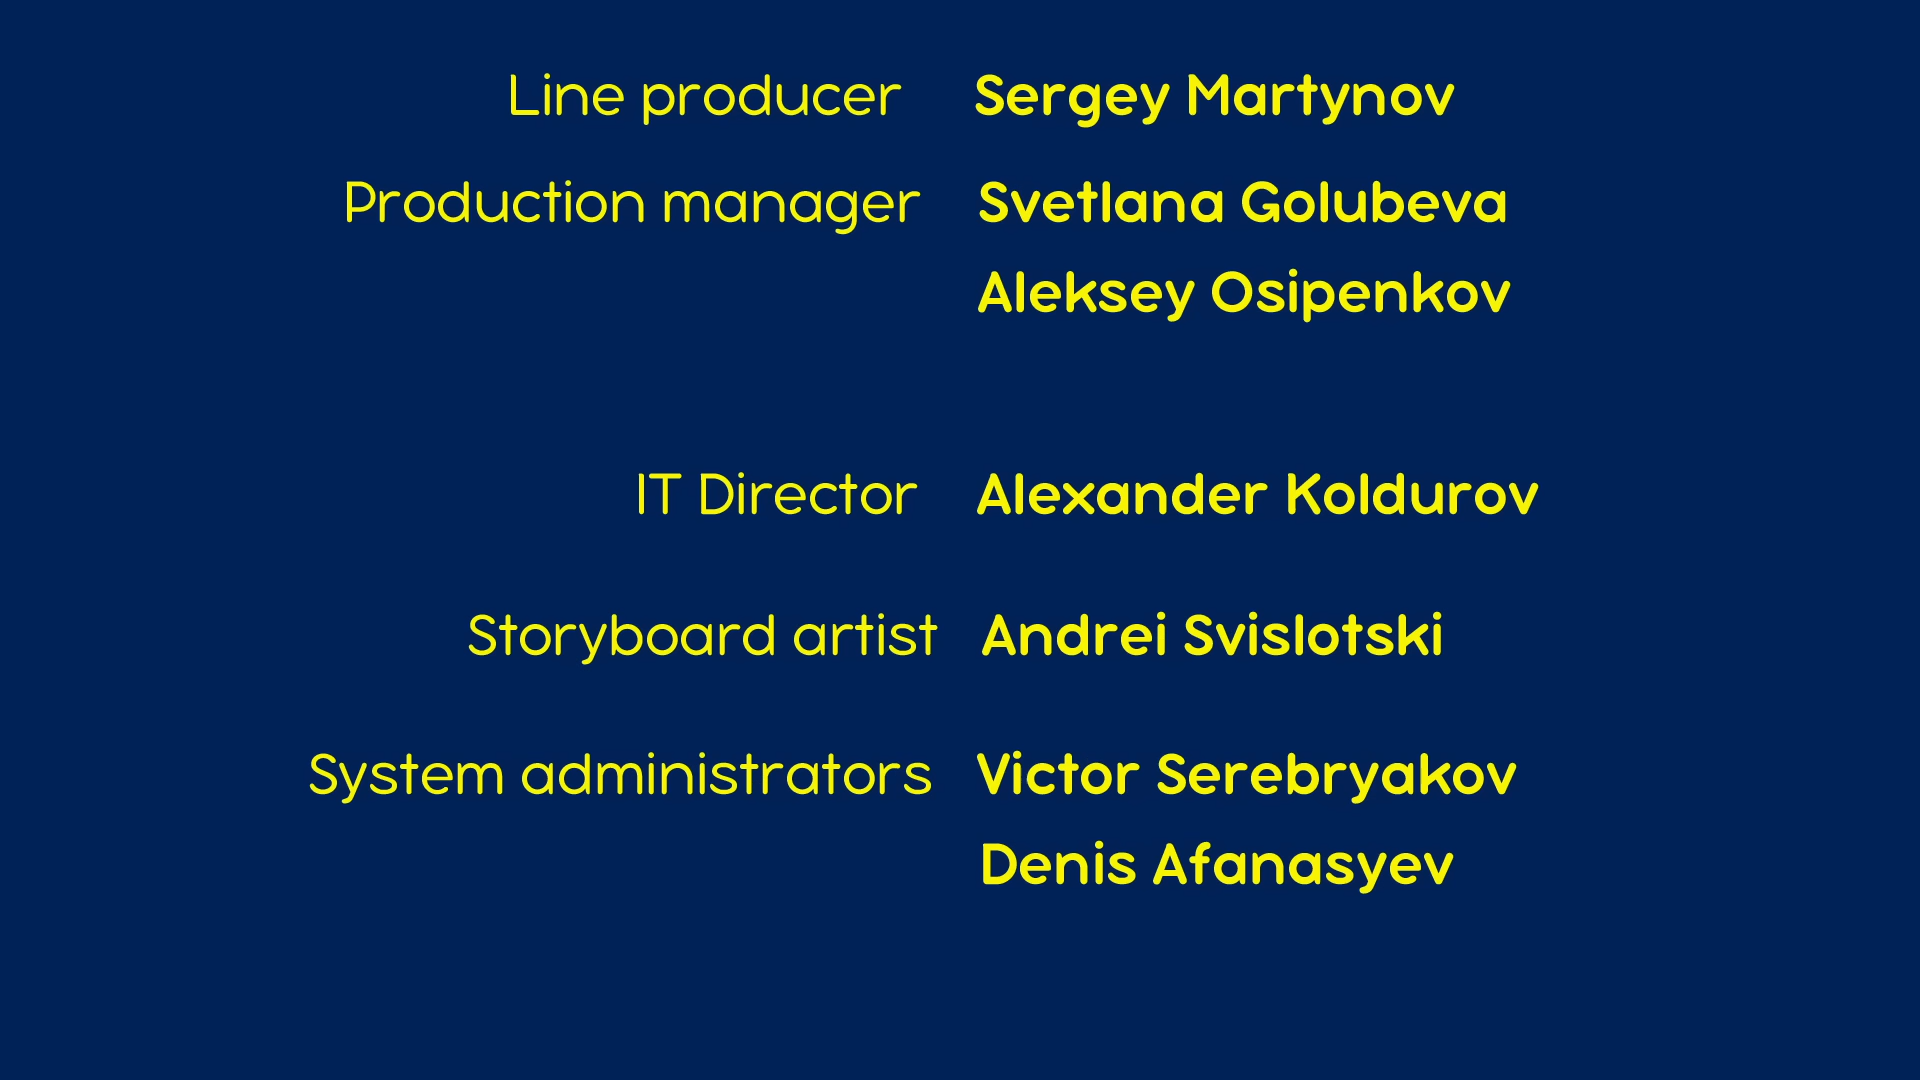 Line producer Sergey Martynov
Production manager Svetlana Golubeva
Aleksey Osipenkov
IT Director Alexander Koldurov
Storyboard artist Andrei Svislotski
System administrators Victor Serebryakov
Denis Afanasyev